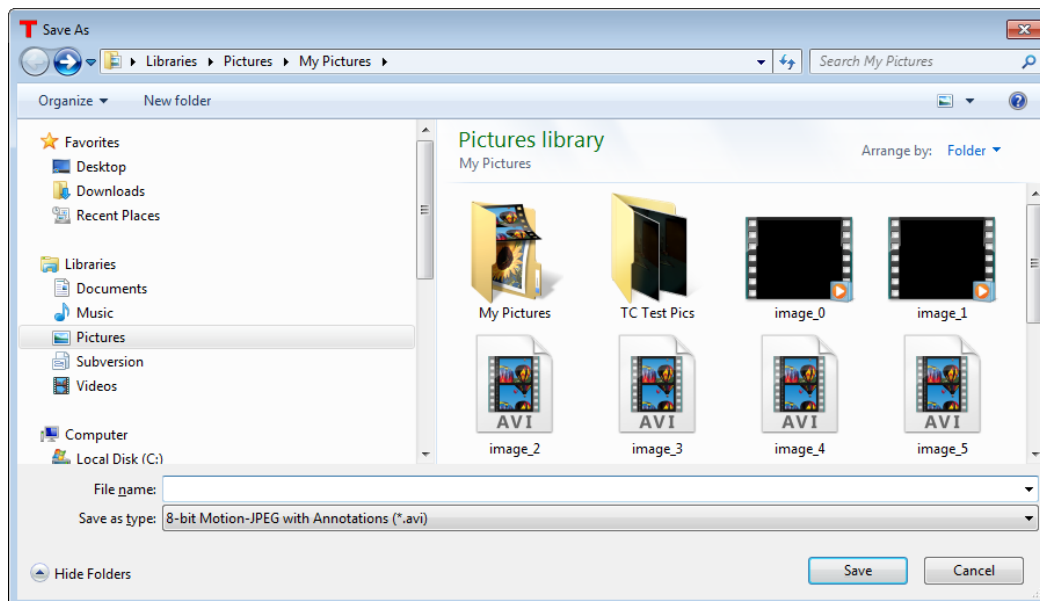 Save As
Libraries Pictures My Pictures
Search My Pictures
Organize New folder
Favorites
Desktop
Downloads
Recent Places
Libraries
Documents
Music
Pictures
Subversion
Videos
Computer
Local Disk (C:)
Pictures library
My Pictures
Arrange by: Folder
My Pictures TC Test Pics image_0 image_1
AVI AVI AVI AVI
image_2 image_3 image_4 image_5
File name:
Save as type: 8-bit Motion-JPEG with Annotations (*.avi)
Hide Folders Save Cancel